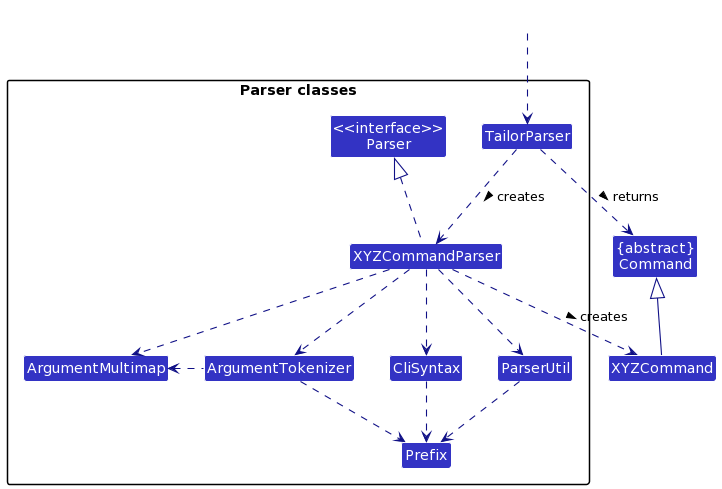 Parser classes
<<interface>>
Parser
TailorParser
creates
returns
{abstract}
Command
XYZCommandParser
creates
ArgumentMultimap
ArgumentTokenizer
CliSyntax
ParserUtil
XYZCommand
Prefix